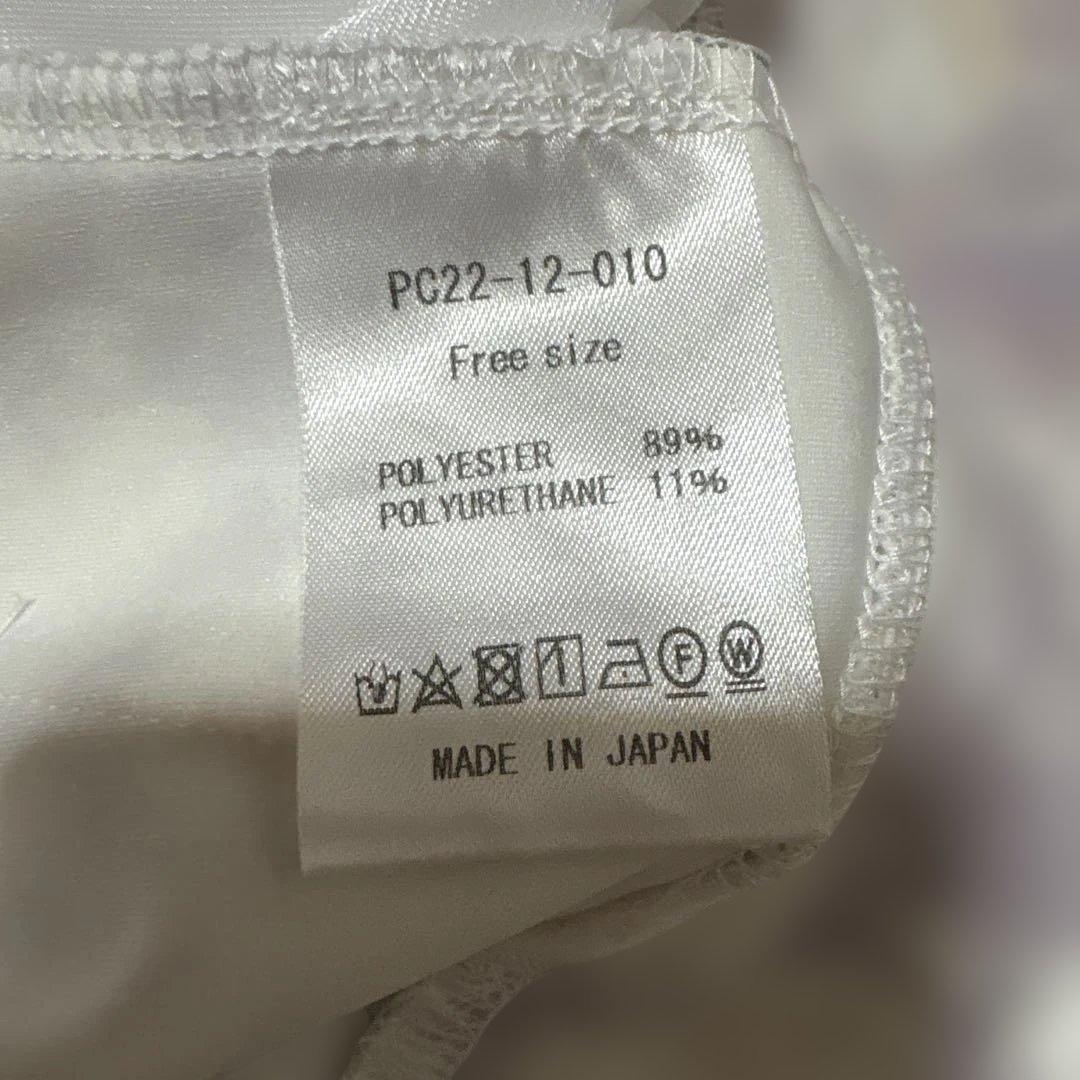 PC22-12-010
Free size
POLYESTER 89%
POLYURETHANE 11%
F W
MADE IN JAPAN